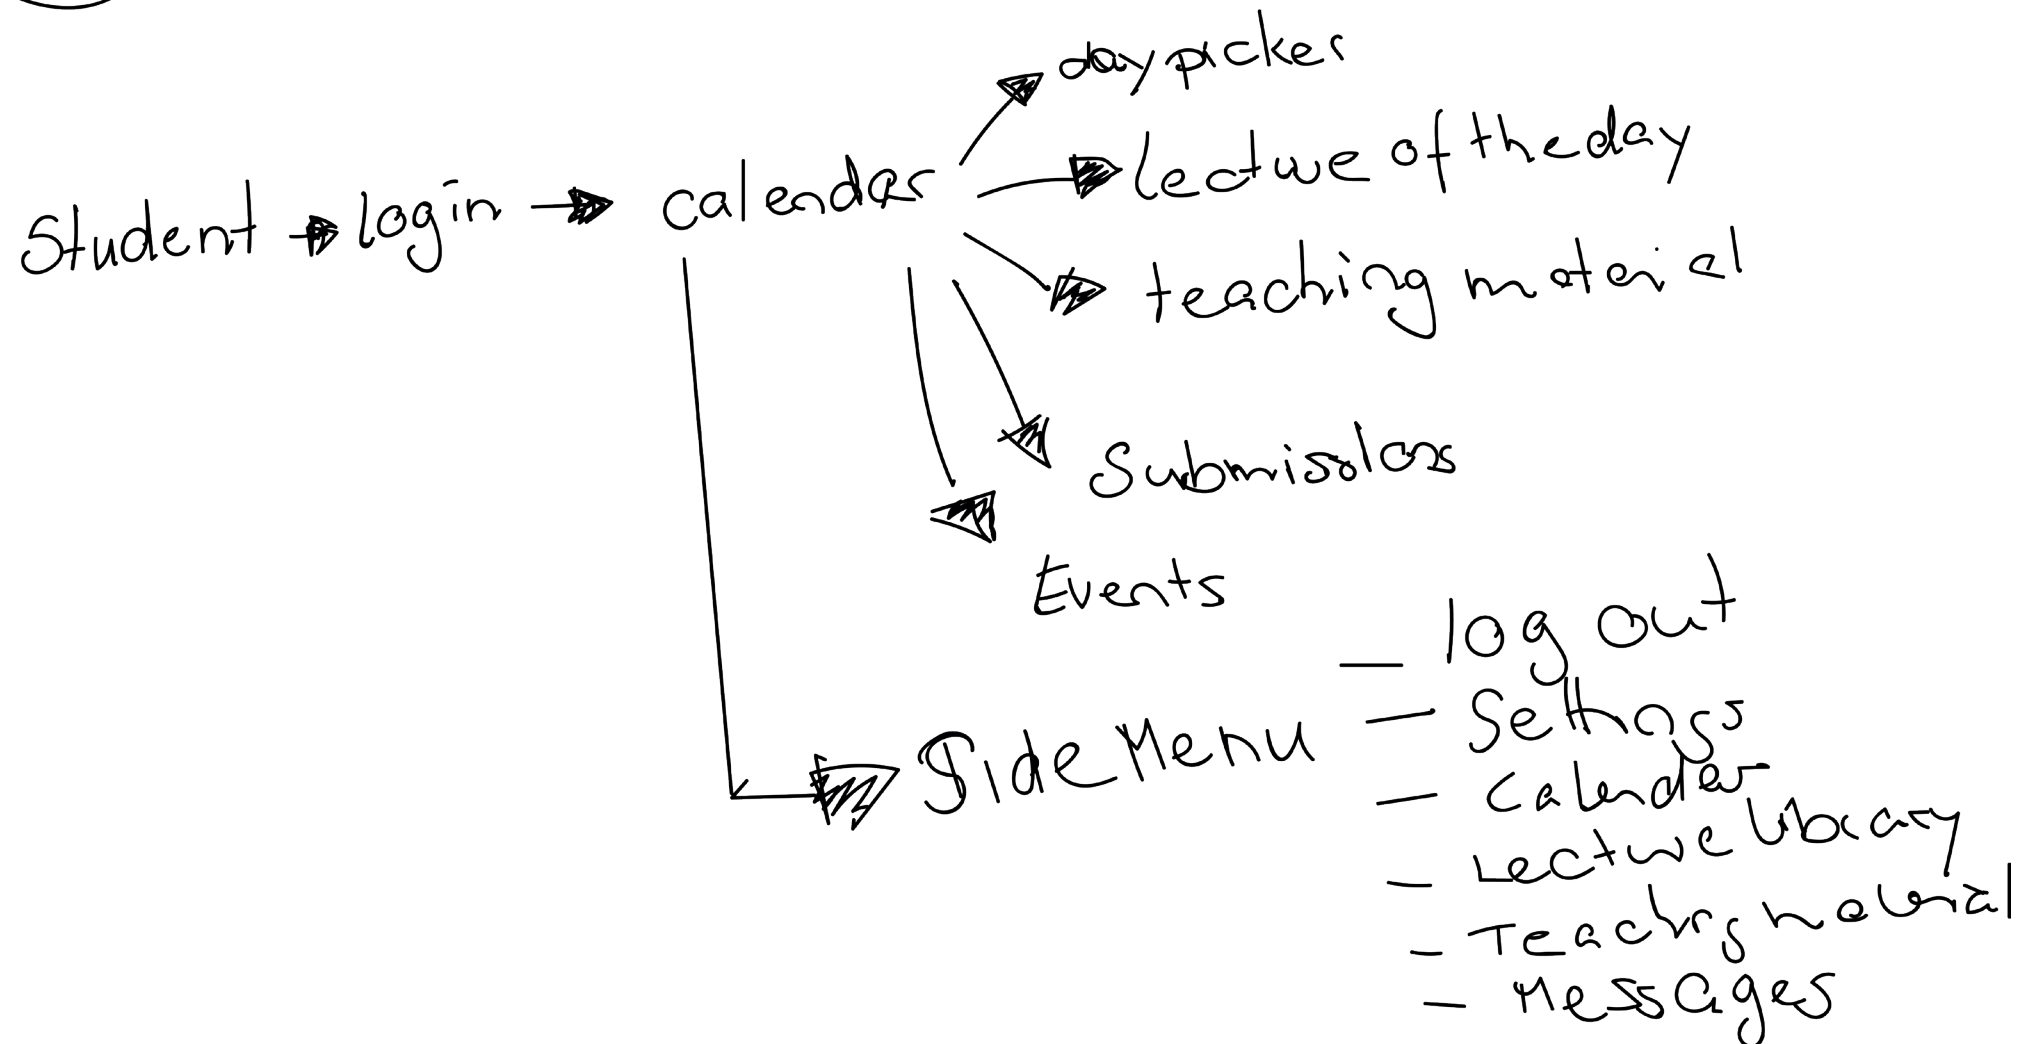 day picker
lecture of the day
Student login calendar
teaching material
Submissions
Events
log out
Side Menu
Settings
Calendar
Lecture library
Teaching material
Messages